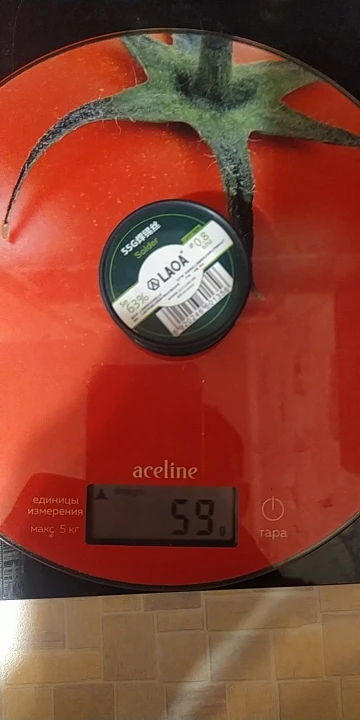 55G焊锡丝
Solder
LAOA
Sn
63%
ø0.8
aceline
единицы
измерения
макс. 5 кг
59 g
тара